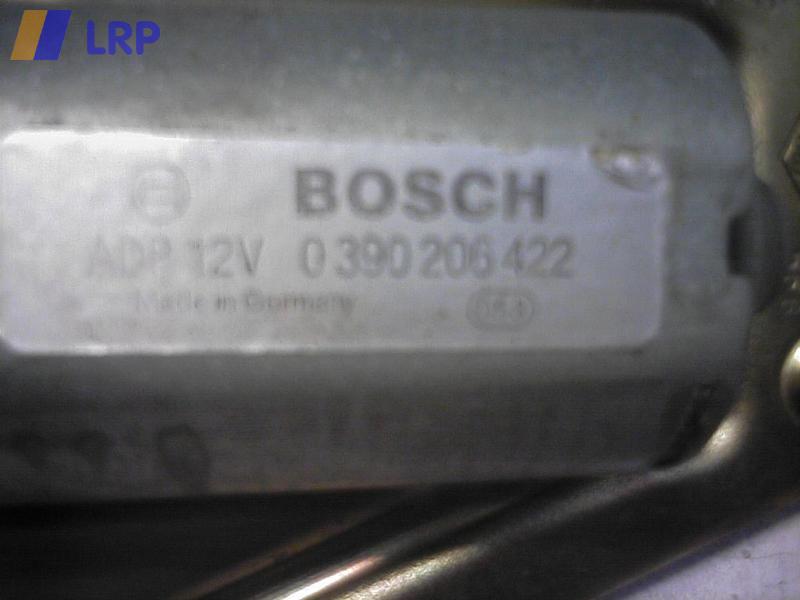 LRP
BOSCH
ADP 12V 0 390 206 422
Made in Germany